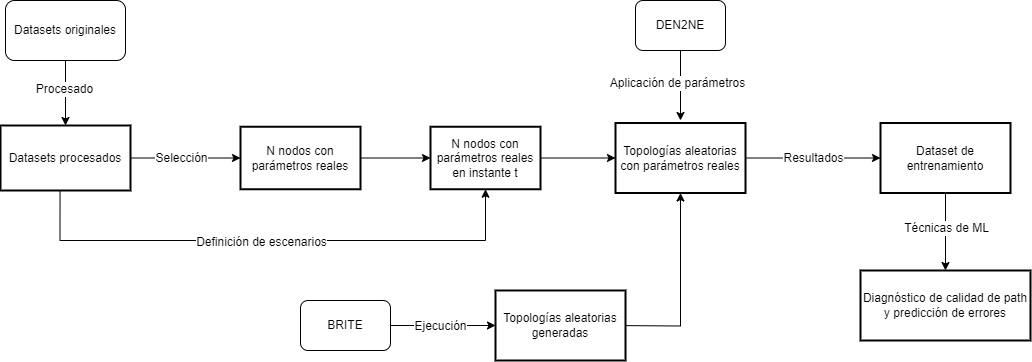 Datasets originales
DEN2NE
Procesado
Aplicación de parámetros
Datasets procesados
Selección
N nodos con
parámetros reales
N nodos con
parámetros reales
en instante t
Topologías aleatorias
con parámetros reales
Resultados
Dataset de
entrenamiento
Definición de escenarios
Técnicas de ML
BRITE
Ejecución
Topologías aleatorias
generadas
Diagnóstico de calidad de path
y predicción de errores